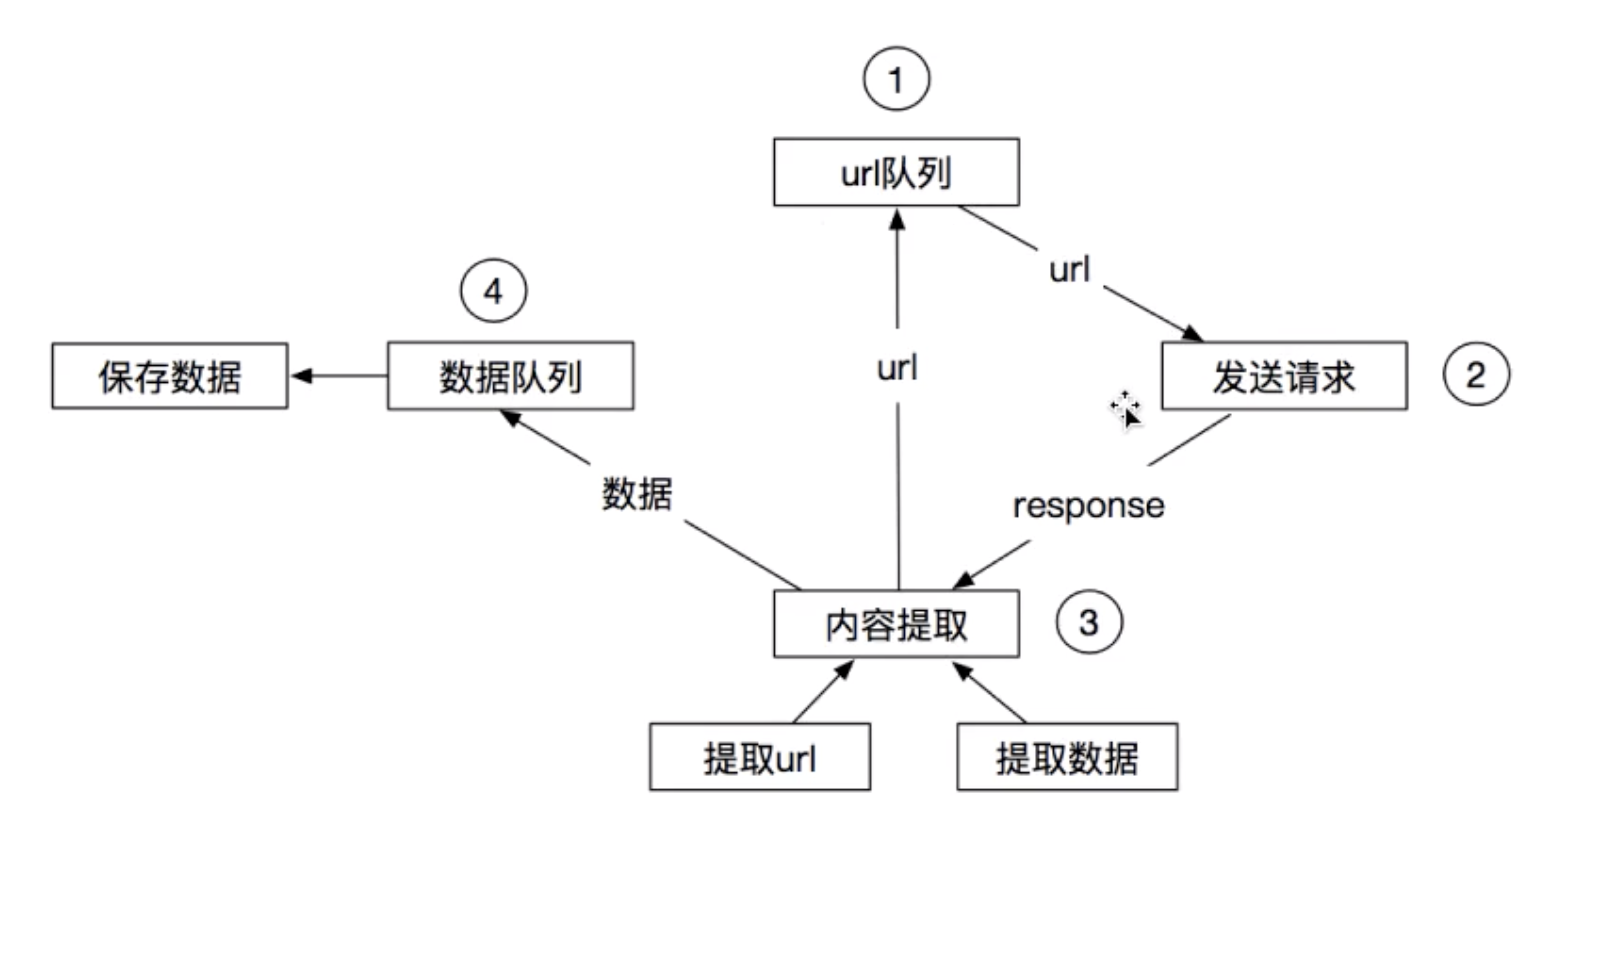 1
url队列
url
4
保存数据
数据队列
url
发送请求
2
数据
response
内容提取
3
提取url
提取数据